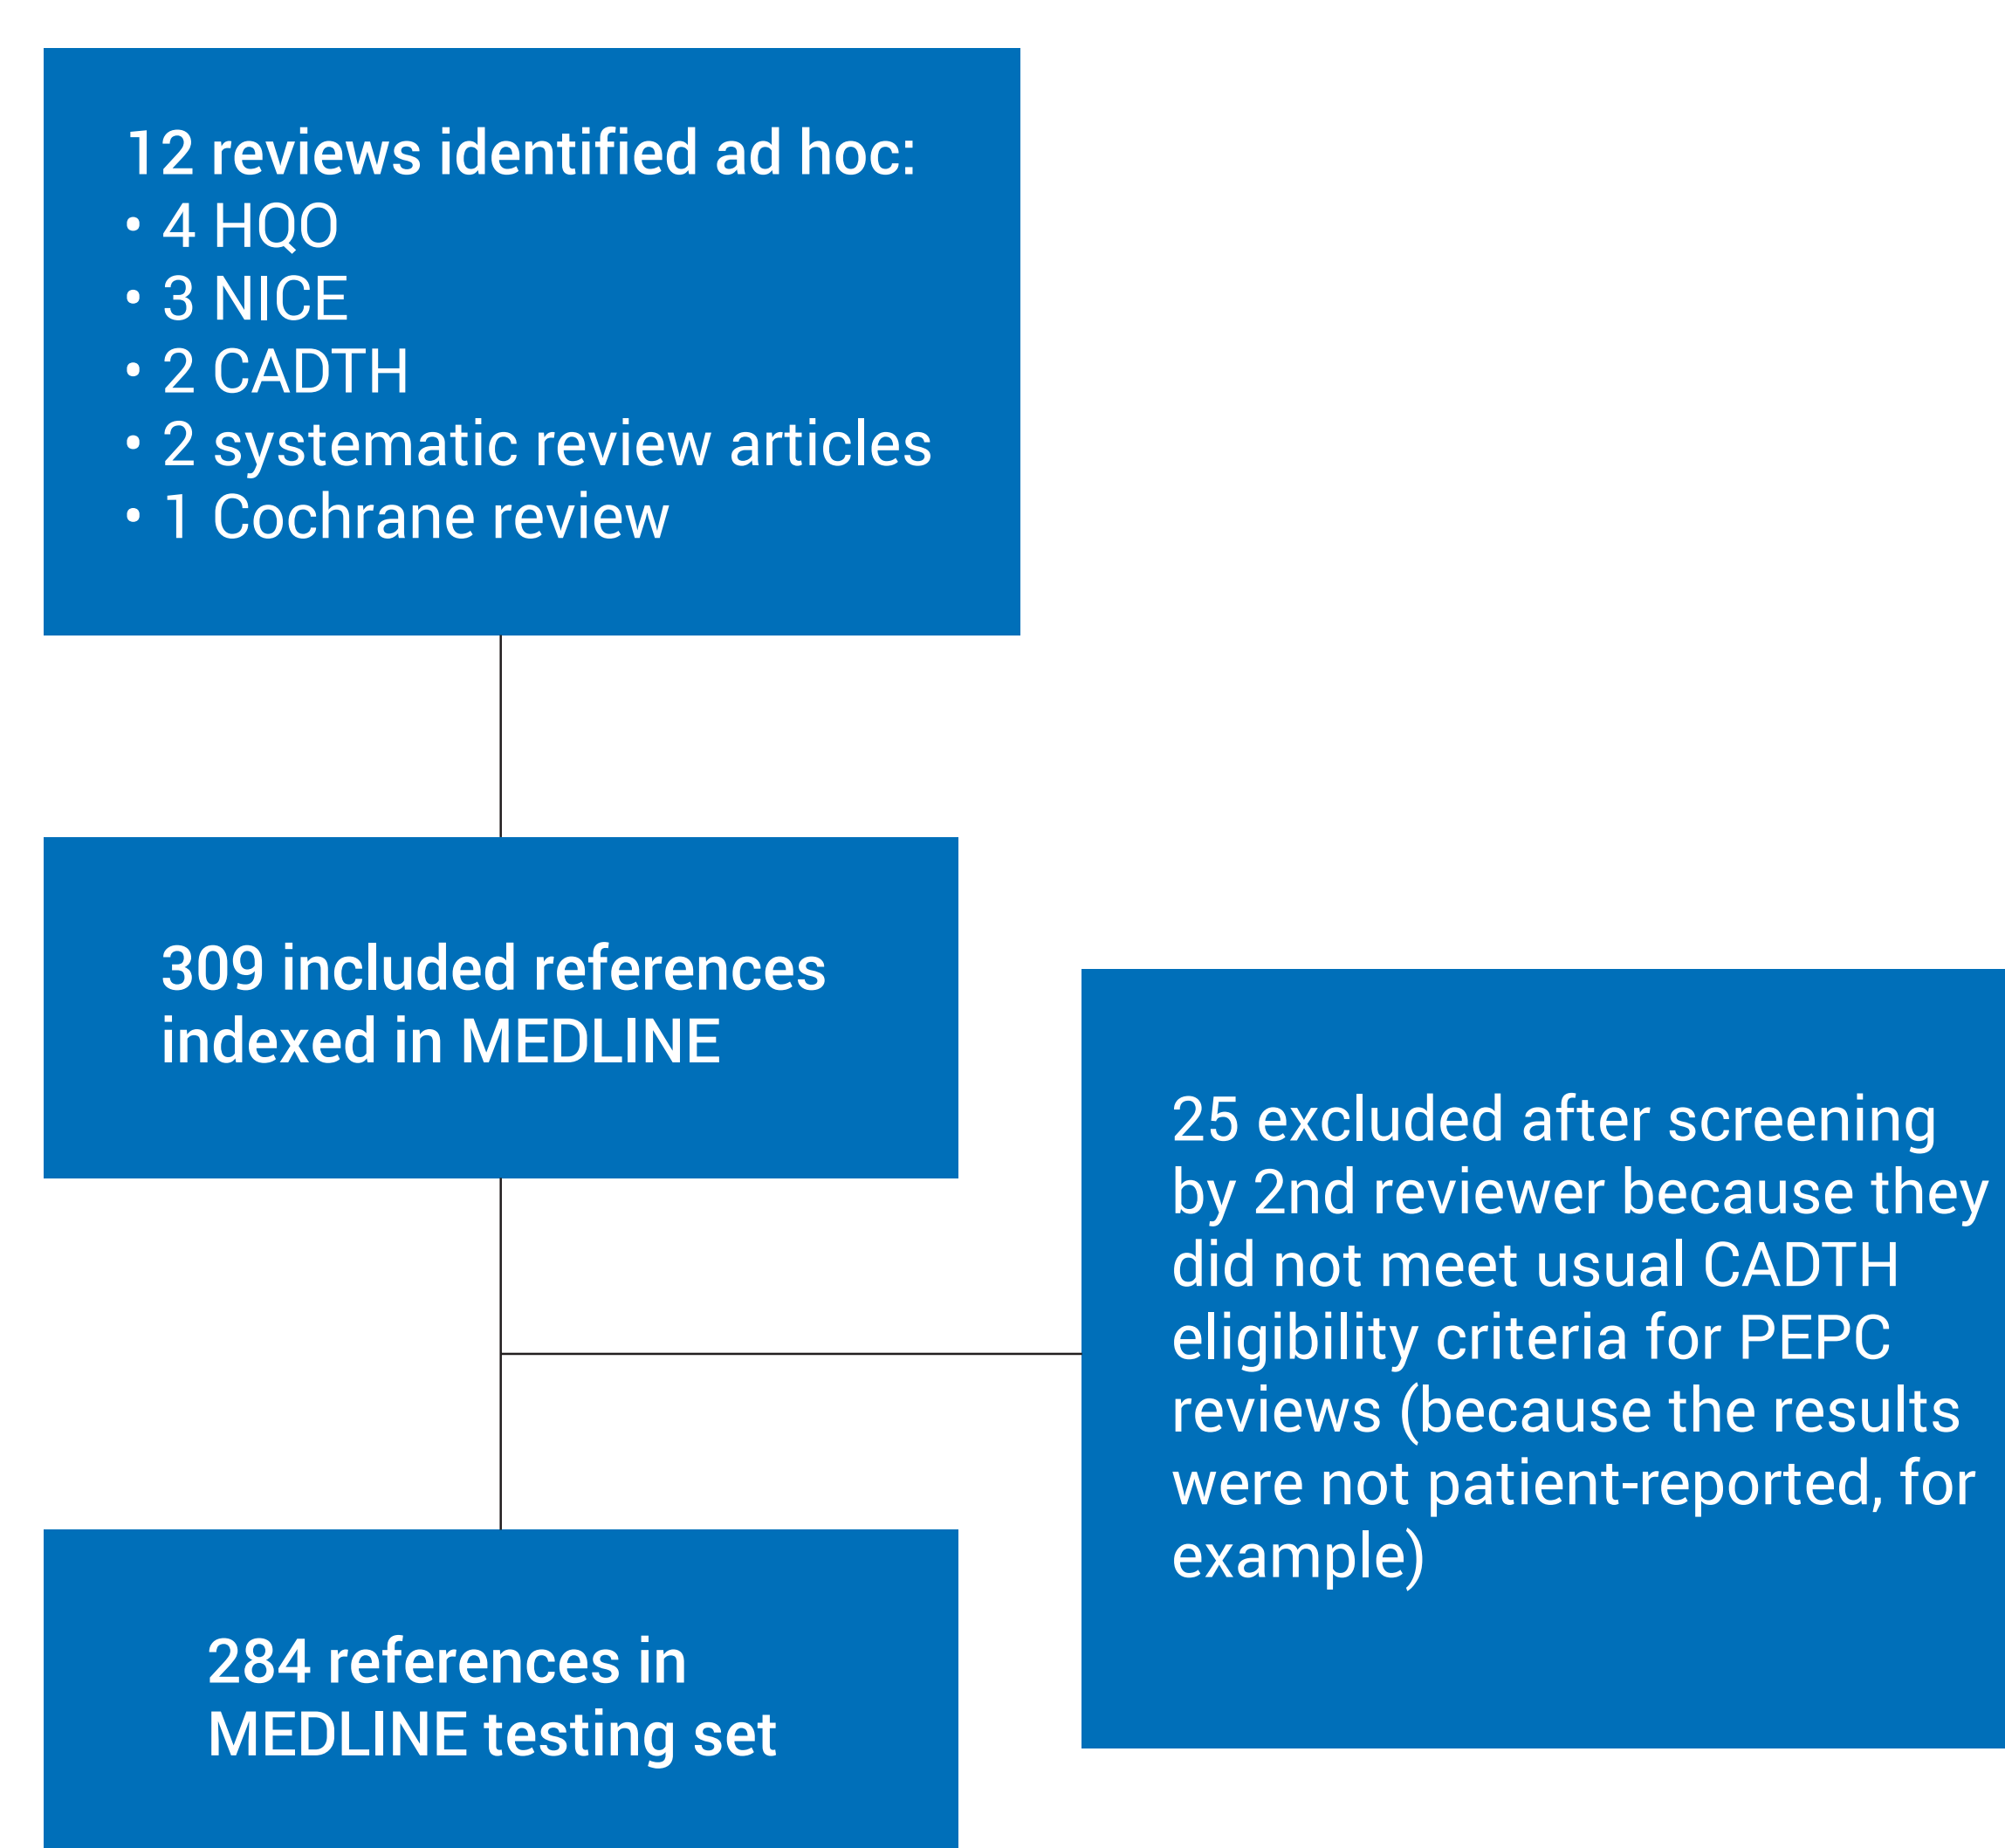 12 reviews identified ad hoc:
• 4 HQO
• 3 NICE
• 2 CADTH
• 2 systematic review articles
• 1 Cochrane review
309 included references
indexed in MEDLINE
25 excluded after screening
by 2nd reviewer because they
did not meet usual CADTH
eligibility criteria for PEPC
reviews (because the results
were not patient-reported, for
example)
284 references in
MEDLINE testing set